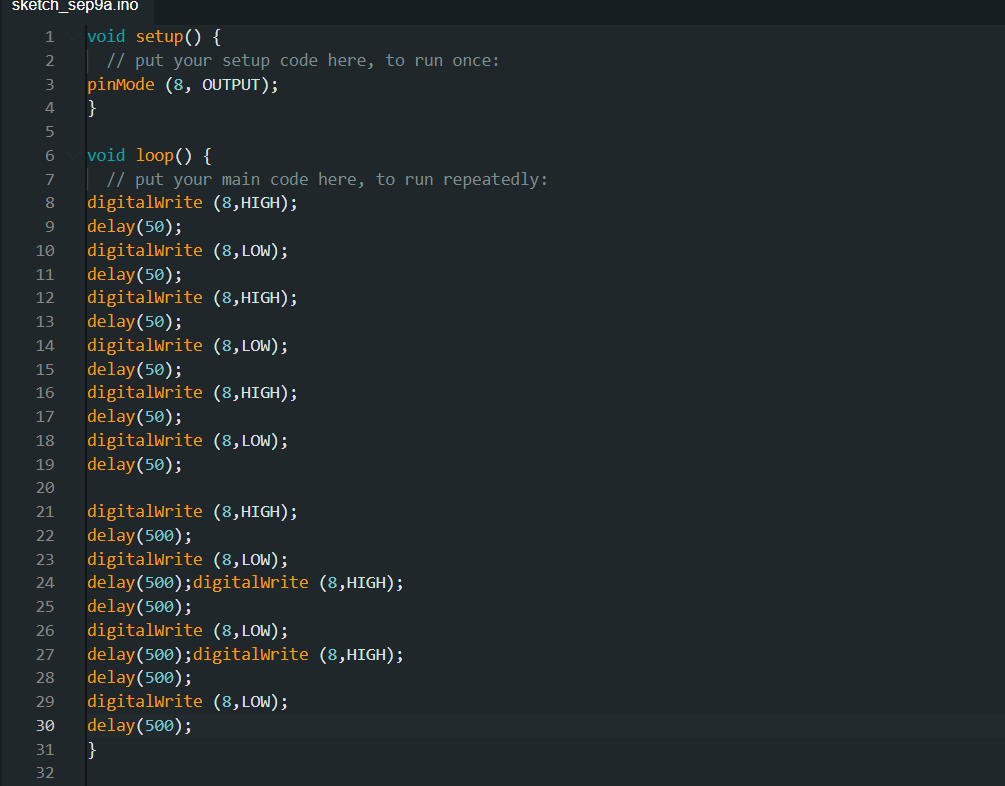 sketch_sep9a.ino
1 void setup() {
2 // put your setup code here, to run once:
3 pinMode (8, OUTPUT);
4 }
5
6 void loop() {
7 // put your main code here, to run repeatedly:
8 digitalWrite (8,HIGH);
9 delay(50);
10 digitalWrite (8,LOW);
11 delay(50);
12 digitalWrite (8,HIGH);
13 delay(50);
14 digitalWrite (8,LOW);
15 delay(50);
16 digitalWrite (8,HIGH);
17 delay(50);
18 digitalWrite (8,LOW);
19 delay(50);
20
21 digitalWrite (8,HIGH);
22 delay(500);
23 digitalWrite (8,LOW);
24 delay(500);digitalWrite (8,HIGH);
25 delay(500);
26 digitalWrite (8,LOW);
27 delay(500);digitalWrite (8,HIGH);
28 delay(500);
29 digitalWrite (8,LOW);
30 delay(500);
31 }
32